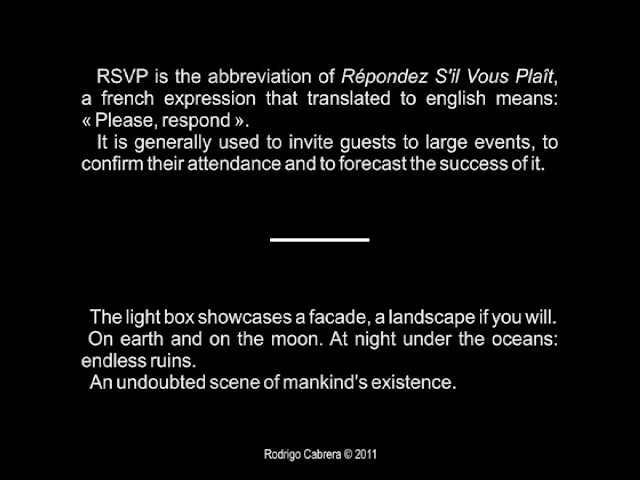 RSVP is the abbreviation of Répondez S'il Vous Plaît,
a french expression that translated to english means:
« Please, respond ».
It is generally used to invite guests to large events, to
confirm their attendance and to forecast the success of it.
The light box showcases a facade, a landscape if you will.
On earth and on the moon. At night under the oceans:
endless ruins.
An undoubted scene of mankind's existence.
Rodrigo Cabrera © 2011